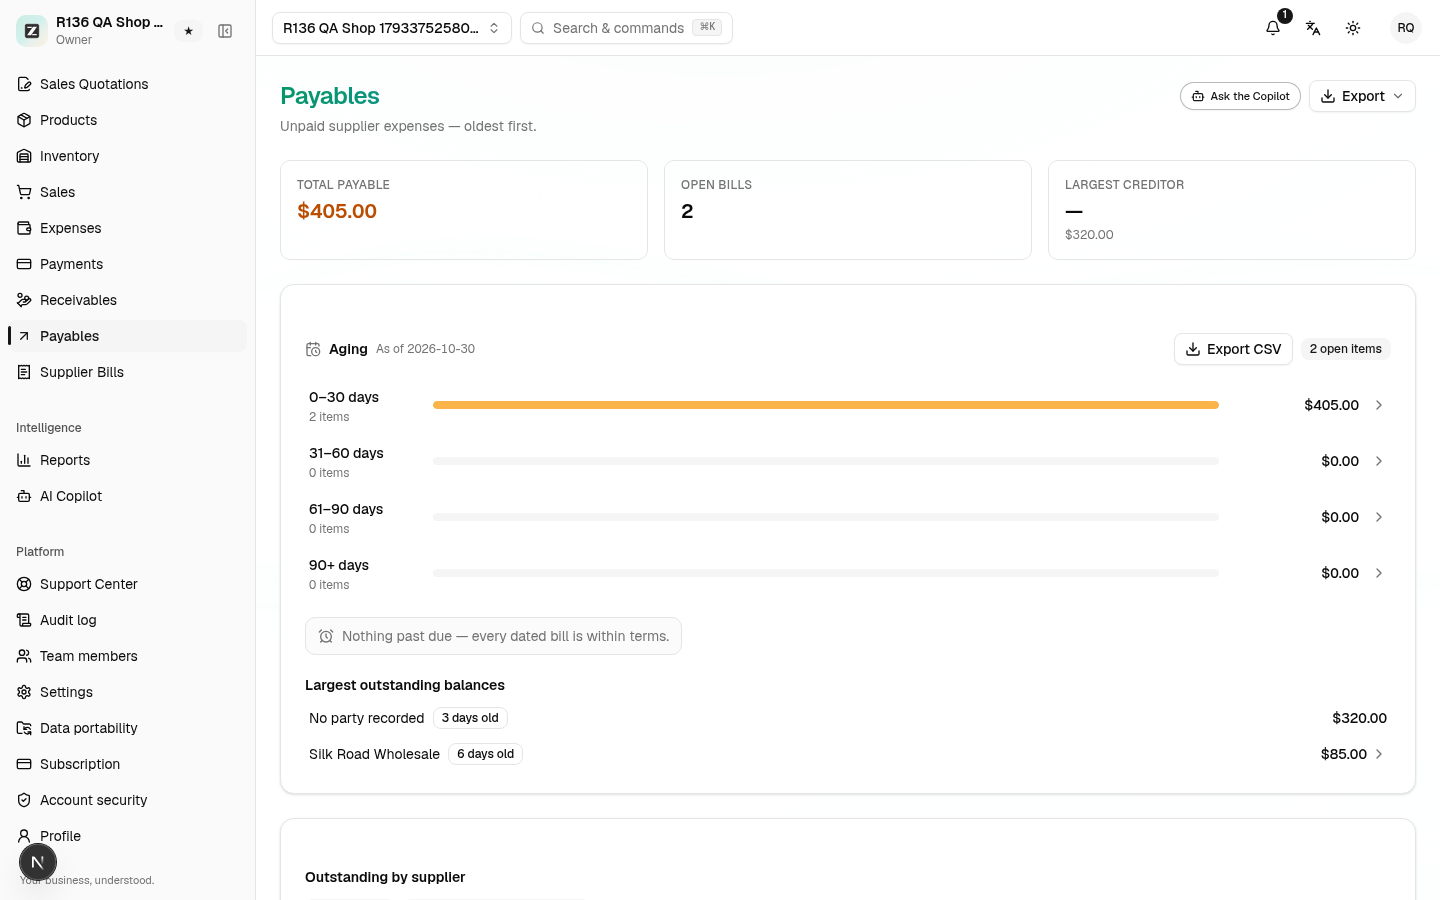 R136 QA Shop ...
Owner
★
R136 QA Shop 17933752580...
Search & commands
⌘K
1
RQ
Sales Quotations
Products
Inventory
Sales
Expenses
Payments
Receivables
Payables
Supplier Bills
Intelligence
Reports
AI Copilot
Platform
Support Center
Audit log
Team members
Settings
Data portability
Subscription
Account security
Profile
N
Your business, understood.
Payables
Unpaid supplier expenses — oldest first.
Ask the Copilot
Export
TOTAL PAYABLE
$405.00
OPEN BILLS
2
LARGEST CREDITOR
—
$320.00
Aging As of 2026-10-30
Export CSV
2 open items
0–30 days
2 items
$405.00
31–60 days
0 items
$0.00
61–90 days
0 items
$0.00
90+ days
0 items
$0.00
Nothing past due — every dated bill is within terms.
Largest outstanding balances
No party recorded 3 days old $320.00
Silk Road Wholesale 6 days old $85.00
Outstanding by supplier